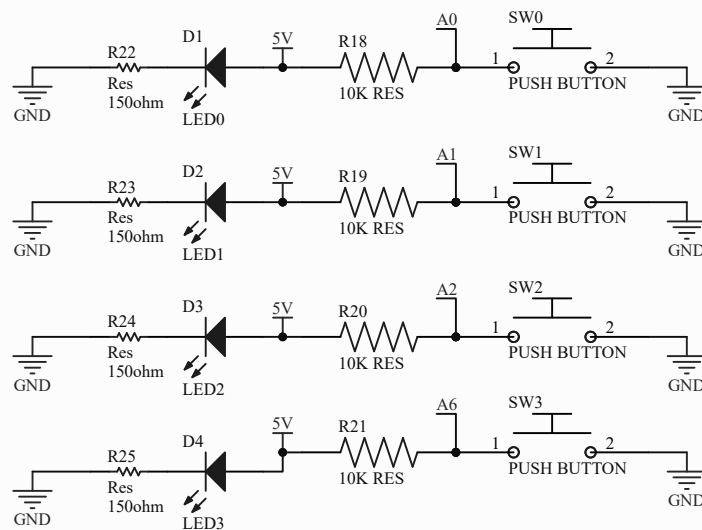 D1 5V A0 SW0
R22 R18
1 2
Res 10K RES PUSH BUTTON
150ohm
GND LED0 GND
D2 5V A1 SW1
R23 R19
1 2
Res 10K RES PUSH BUTTON
150ohm
GND LED1 GND
D3 5V A2 SW2
R24 R20
1 2
Res 10K RES PUSH BUTTON
150ohm
GND LED2 GND
D4 5V A6 SW3
R25 R21
1 2
Res 10K RES PUSH BUTTON
150ohm
GND LED3 GND